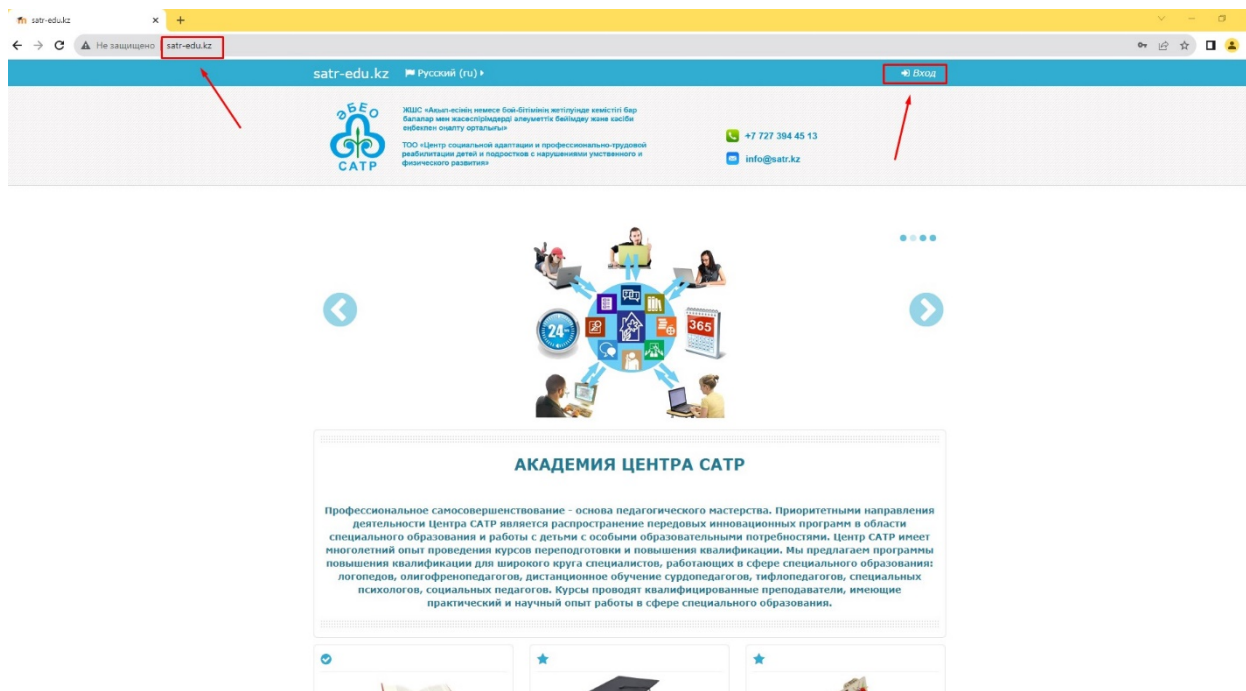 satr-edu.kz
Не защищено
satr-edu.kz
satr-edu.kz
Русский (ru)
Вход
ӘБЕО
САТР
ЖШС «Ақыл-есінің немесе бой-бітімінің жетілуінде кемістігі бар
балалар мен жасөспірімдерді әлеуметтік бейімдеу және кәсіби
еңбекпен оңалту орталығы»
ТОО «Центр социальной адаптации и профессионально-трудовой
реабилитации детей и подростков с нарушениями умственного и
физического развития»
+7 727 394 45 13
info@satr.kz
24
365
АКАДЕМИЯ ЦЕНТРА САТР
Профессиональное самосовершенствование - основа педагогического мастерства. Приоритетными направления
деятельности Центра САТР является распространение передовых инновационных программ в области
специального образования и работы с детьми с особыми образовательными потребностями. Центр САТР имеет
многолетний опыт проведения курсов переподготовки и повышения квалификации. Мы предлагаем программы
повышения квалификации для широкого круга специалистов, работающих в сфере специального образования:
логопедов, олигофренопедагогов, дистанционное обучение сурдопедагогов, тифлопедагогов, специальных
психологов, социальных педагогов. Курсы проводят квалифицированные преподаватели, имеющие
практический и научный опыт работы в сфере специального образования.